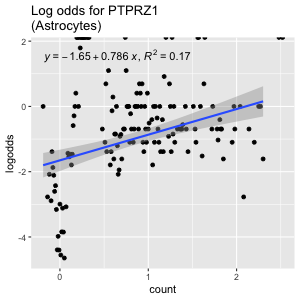 Log odds for PTPRZ1
(Astrocytes)
y = −1.65 + 0.786 x, R² = 0.17
2
0
-2
-4
logodds
0 1 2
count